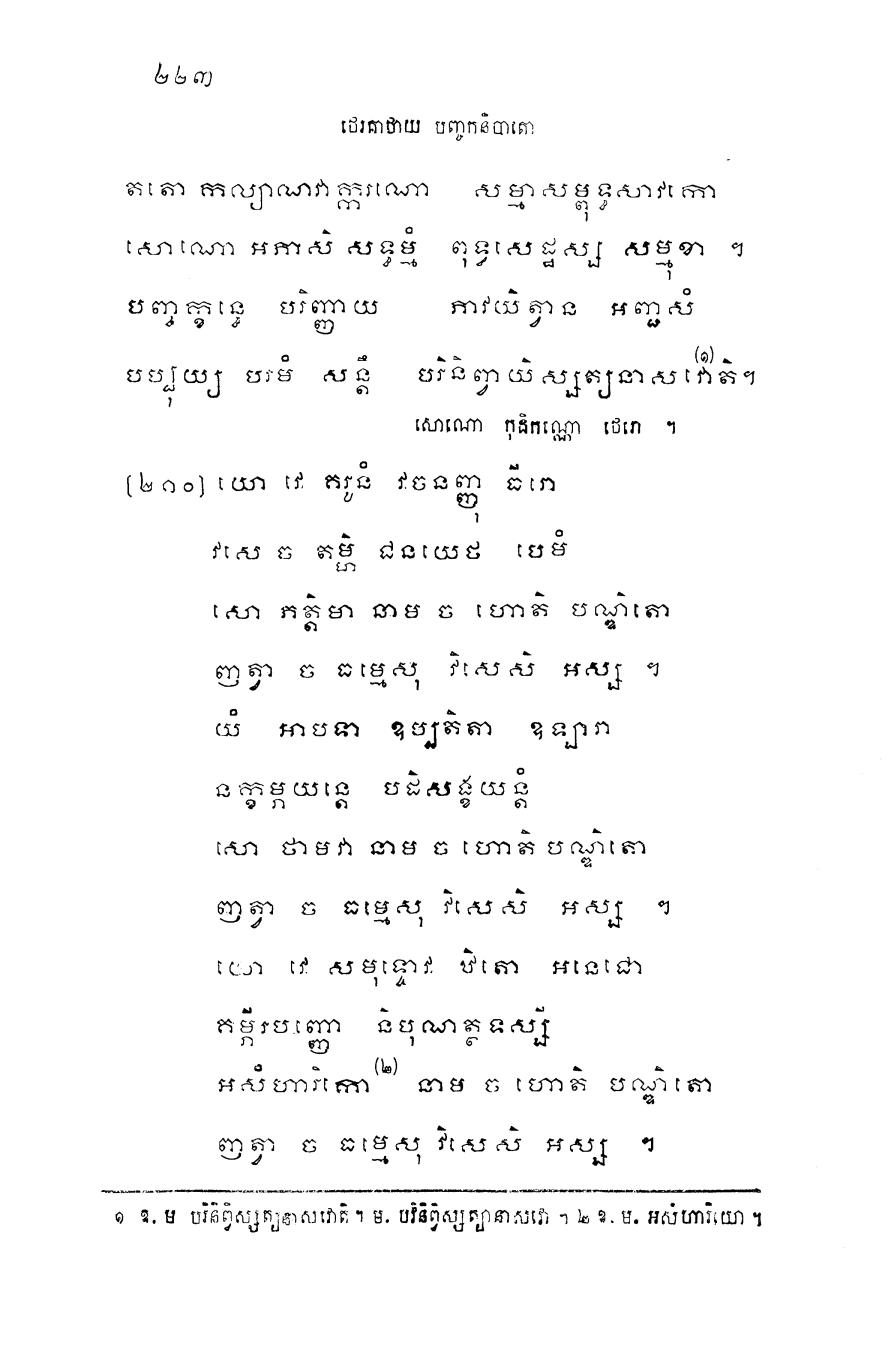 ២២៣
ថេរគាថាយ បញ្ចកនិបាតោ
តតោ កល្យាណវាក្ករណោ សម្មាសម្ពុទ្ធសាវកោ
សោណោ អភាសិ សទ្ធម្មំ ពុទ្ធសេដ្ឋស្ស សម្មុខា ។
បញ្ចក្ខន្ធេ បរិញ្ញាយ ភាវយិត្វាន អញ្ជសំ
បប្បុយ្យ បរមំ សន្តឹ បរិនិព្វាយិស្សត្យនាសវោតិ(១)។
សោណោ កុដិកណ្ណោ ថេរោ ។
[២១០] យោ វេ គរូនំ វចនញ្ញុ ធីរោ
វសេ ច តម្ហិ ជនយេថ បេមំ
សោ ភត្តិមា នាម ច ហោតិ បណ្ឌិតោ
ញត្វា ច ធម្មេសុ វិសេសិ អស្ស ។
យំ អាបទា ឧប្បតិតា ឧឡារា
នក្ខម្ភយន្តេ បដិសង្ខយន្តំ
សោ ថាមវា នាម ច ហោតិ បណ្ឌិតោ
ញត្វា ច ធម្មេសុ វិសេសិ អស្ស ។
យោ វេ សមុទ្ទោវ ឋិតោ អនេជោ
គម្ភីរបញ្ញោ និបុណត្ថទស្សី
អសំហារិកោ(២) នាម ច ហោតិ បណ្ឌិតោ
ញត្វា ច ធម្មេសុ វិសេសិ អស្ស ។
១ ឱ. ម បរិនិព្វិស្សត្យនាសវោតិ ។ ម. បរិនិព្វិស្សត្យានាសវោ ។ ២ ឱ. ម. អសំហារិយោ ។